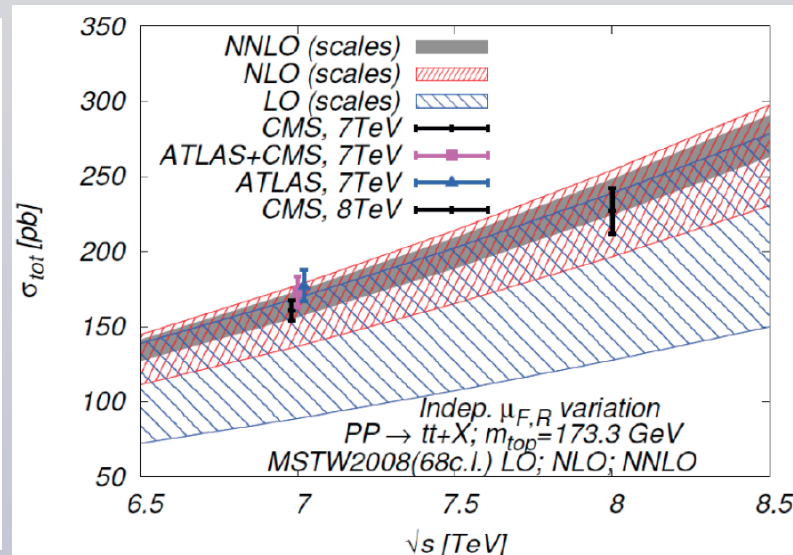 350
300
250
200
150
100
50
σtot [pb]
NNLO (scales)
NLO (scales)
LO (scales)
CMS, 7TeV
ATLAS+CMS, 7TeV
ATLAS, 7TeV
CMS, 8TeV
Indep. μF,R variation
PP → tt+X; mtop=173.3 GeV
MSTW2008(68c.l.) LO; NLO; NNLO
6.5 7 7.5 8 8.5
√s [TeV]